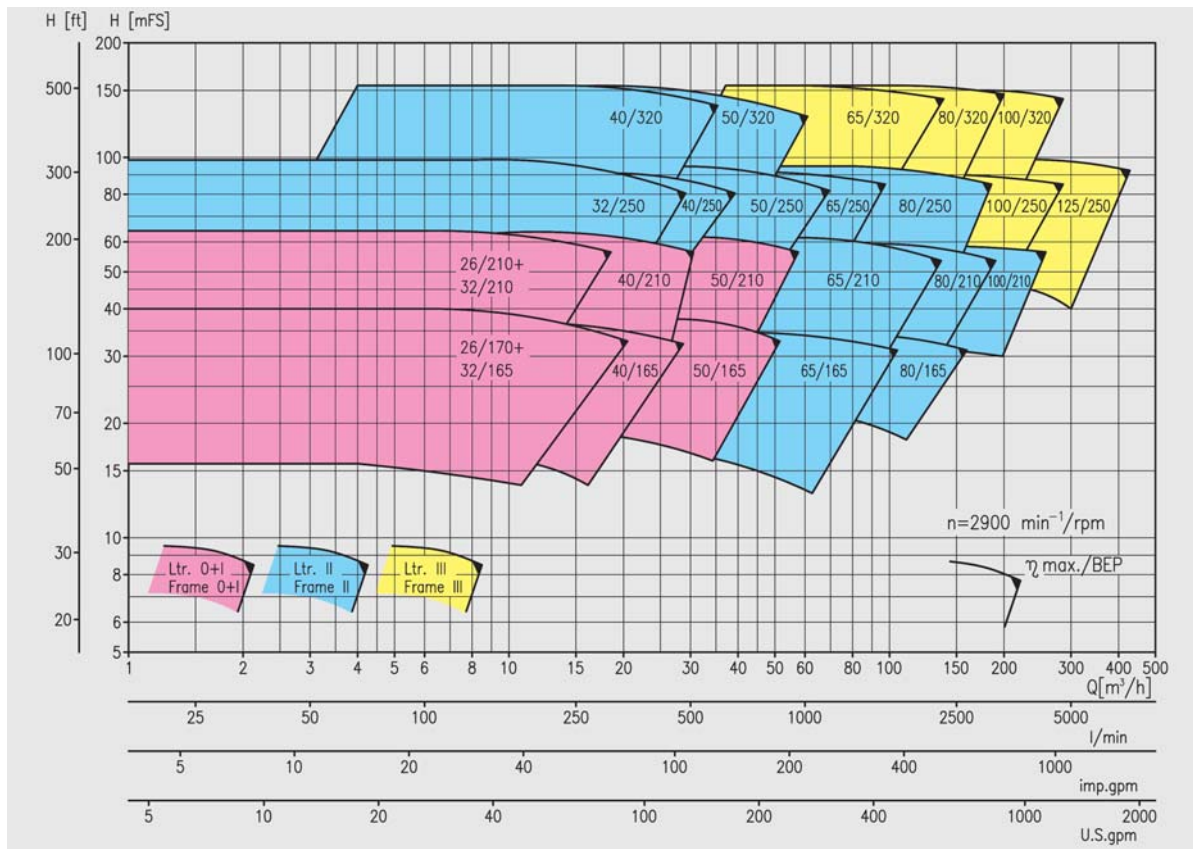 H [ft] H [mFS]
200
500
150
100
300
80
60
200
50
40
30
100
20
70
15
50
10
30
8
6
20
5
40/320 50/320 65/320 80/320 100/320
32/250 40/250 50/250 65/250 80/250 100/250 125/250
26/210+
32/210
40/210 50/210 65/210 80/210 100/210
26/170+
32/165
40/165 50/165 65/165 80/165
n=2900 min⁻¹/rpm
η max./BEP
Ltr. 0+I
Frame 0+I
Ltr. II
Frame II
Ltr. III
Frame III
1 2 3 4 5 6 8 10 15 20 30 40 50 60 80 100 150 200 300 400 500
Q[m³/h]
25 50 100 250 500 1000 2500 5000
l/min
5 10 20 40 100 200 400 1000
imp.gpm
5 10 20 40 100 200 400 1000 2000
U.S.gpm